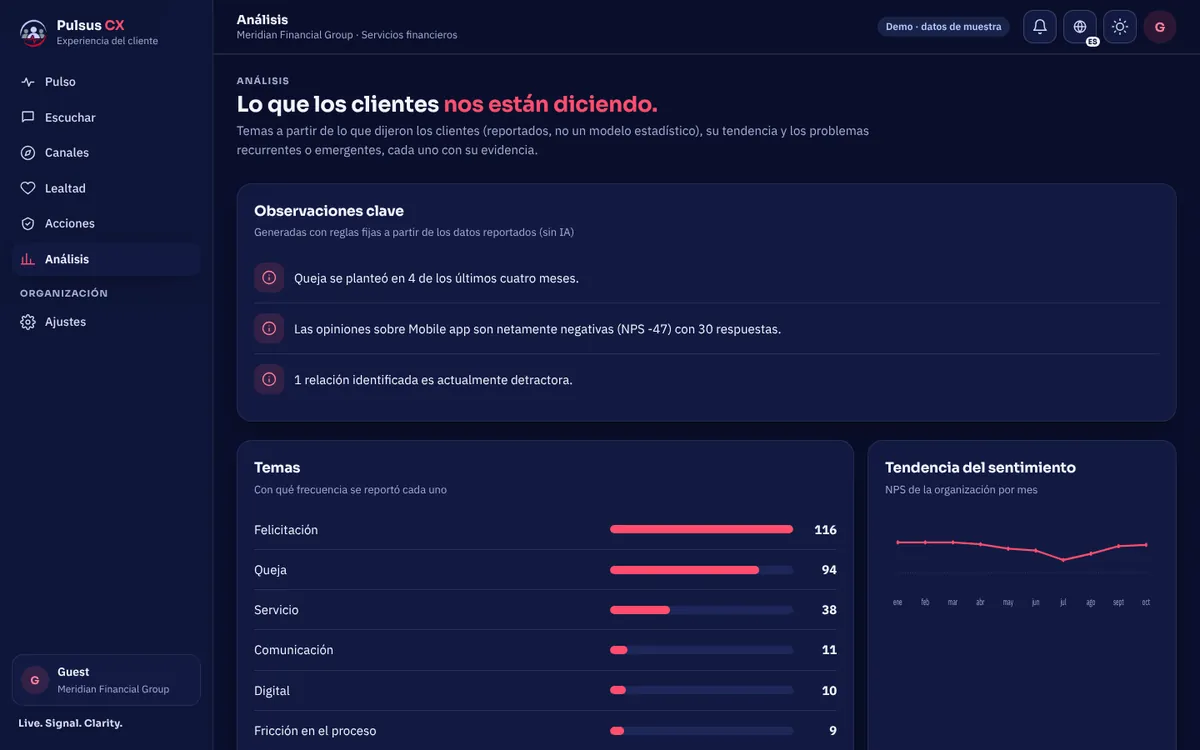 Pulsus CX
Experiencia del cliente
Pulso
Escuchar
Canales
Lealtad
Acciones
Análisis
ORGANIZACIÓN
Ajustes
G
Guest
Meridian Financial Group
Live. Signal. Clarity.
Análisis
Meridian Financial Group · Servicios financieros
Demo · datos de muestra
ES
G
ANÁLISIS
Lo que los clientes nos están diciendo.
Temas a partir de lo que dijeron los clientes (reportados, no un modelo estadístico), su tendencia y los problemas
recurrentes o emergentes, cada uno con su evidencia.
Observaciones clave
Generadas con reglas fijas a partir de los datos reportados (sin IA)
Queja se planteó en 4 de los últimos cuatro meses.
Las opiniones sobre Mobile app son netamente negativas (NPS -47) con 30 respuestas.
1 relación identificada es actualmente detractora.
Temas
Con qué frecuencia se reportó cada uno
Felicitación 116
Queja 94
Servicio 38
Comunicación 11
Digital 10
Fricción en el proceso 9
Tendencia del sentimiento
NPS de la organización por mes
ene feb mar abr may jun jul ago sept oct